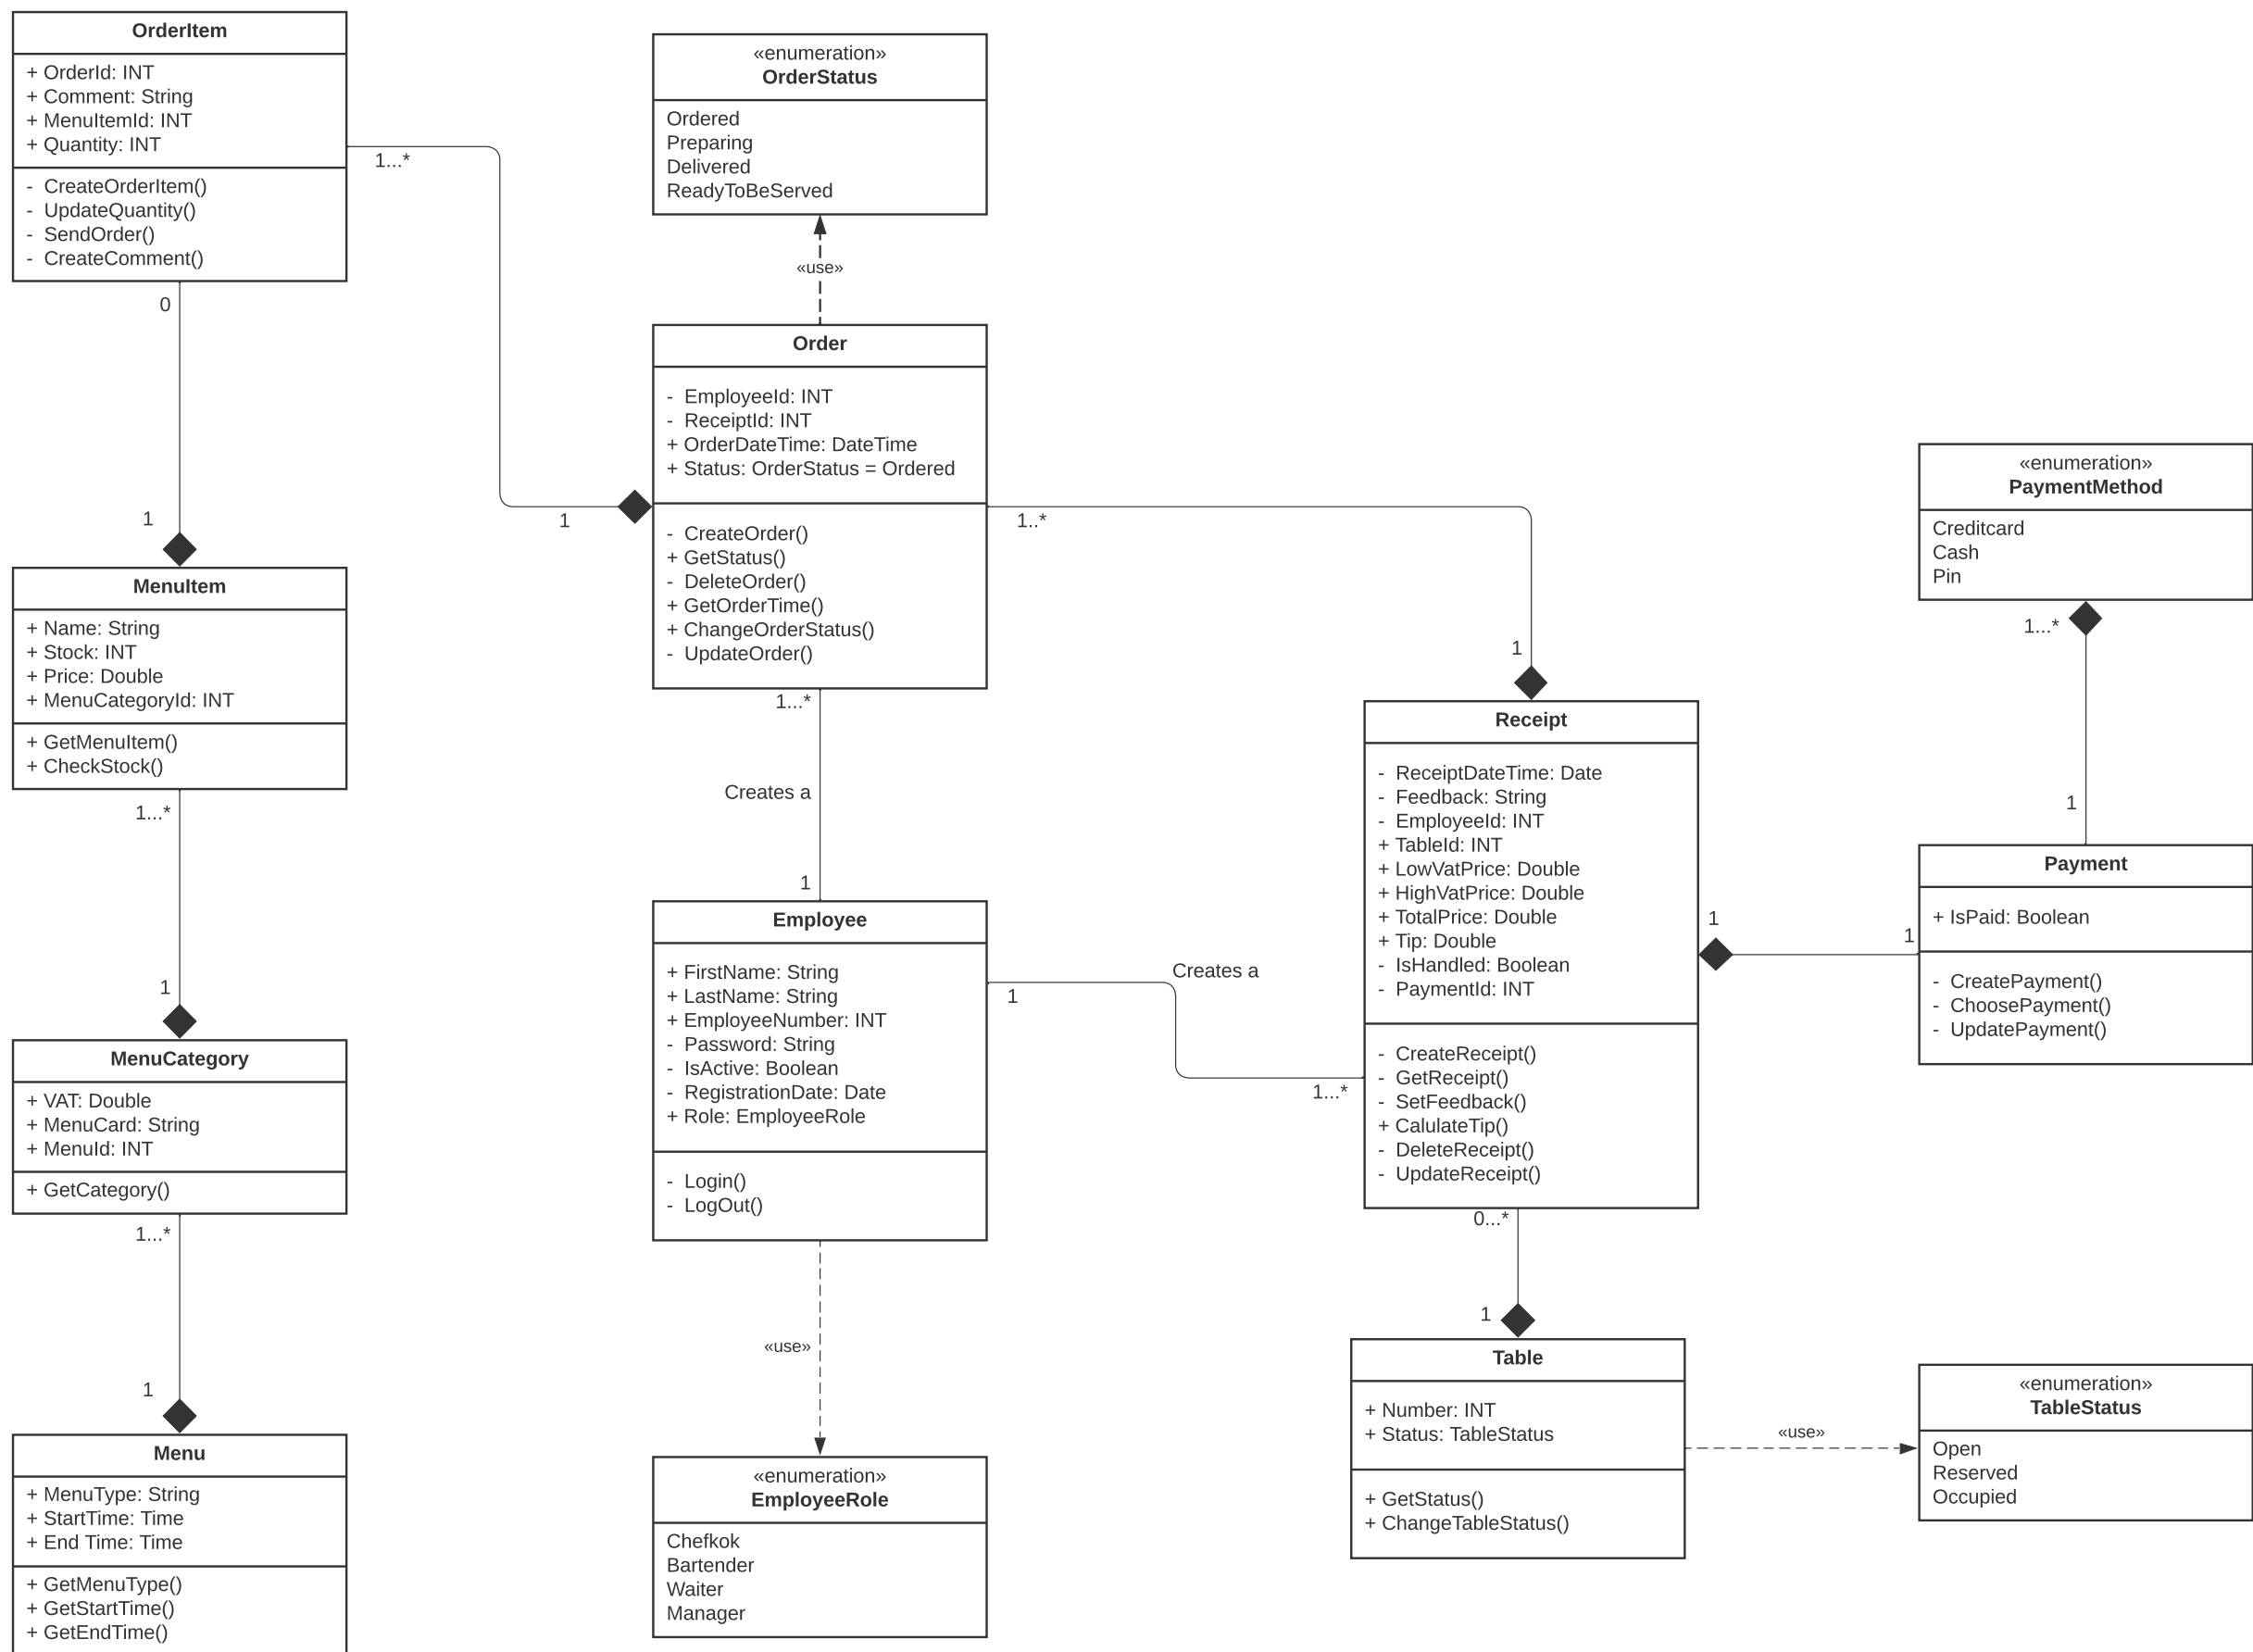 OrderItem
+ OrderId: INT
+ Comment: String
+ MenuItemId: INT
+ Quantity: INT
- CreateOrderItem()
- UpdateQuantity()
- SendOrder()
- CreateComment()
1...*
1
0
1
«enumeration»
OrderStatus
Ordered
Preparing
Delivered
ReadyToBeServed
«use»
Order
- EmployeeId: INT
- ReceiptId: INT
+ OrderDateTime: DateTime
+ Status: OrderStatus = Ordered
- CreateOrder()
+ GetStatus()
- DeleteOrder()
+ GetOrderTime()
+ ChangeOrderStatus()
- UpdateOrder()
1..*
1
«enumeration»
PaymentMethod
Creditcard
Cash
Pin
1...*
1
MenuItem
+ Name: String
+ Stock: INT
+ Price: Double
+ MenuCategoryId: INT
+ GetMenuItem()
+ CheckStock()
1...*
1
1...*
Creates a
1
Receipt
- ReceiptDateTime: Date
- Feedback: String
- EmployeeId: INT
+ TableId: INT
+ LowVatPrice: Double
+ HighVatPrice: Double
+ TotalPrice: Double
+ Tip: Double
- IsHandled: Boolean
- PaymentId: INT
- CreateReceipt()
- GetReceipt()
- SetFeedback()
+ CalulateTip()
- DeleteReceipt()
- UpdateReceipt()
1
1
Payment
+ IsPaid: Boolean
- CreatePayment()
- ChoosePayment()
- UpdatePayment()
Employee
+ FirstName: String
+ LastName: String
+ EmployeeNumber: INT
- Password: String
- IsActive: Boolean
- RegistrationDate: Date
+ Role: EmployeeRole
- Login()
- LogOut()
Creates a
1
1...*
MenuCategory
+ VAT: Double
+ MenuCard: String
+ MenuId: INT
+ GetCategory()
1...*
1
«use»
0...*
1
Table
+ Number: INT
+ Status: TableStatus
+ GetStatus()
+ ChangeTableStatus()
«use»
«enumeration»
TableStatus
Open
Reserved
Occupied
Menu
+ MenuType: String
+ StartTime: Time
+ End Time: Time
+ GetMenuType()
+ GetStartTime()
+ GetEndTime()
«enumeration»
EmployeeRole
Chefkok
Bartender
Waiter
Manager